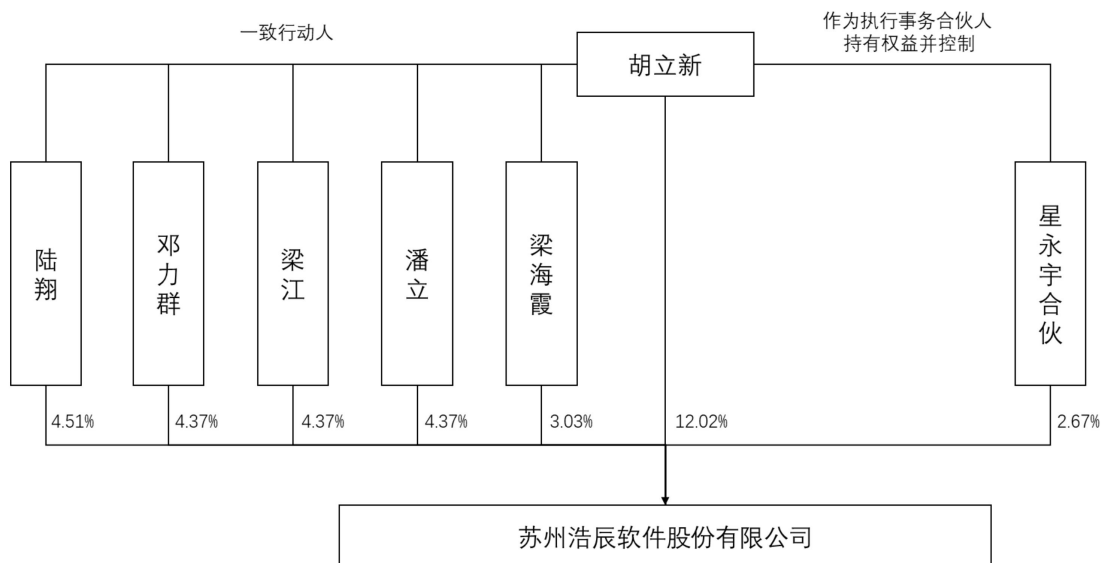 一致行动人
作为执行事务合伙人
持有权益并控制
胡立新
陆翔
邓力群
梁江
潘立
梁海霞
星永宇合伙
4.51%
4.37%
4.37%
4.37%
3.03%
12.02%
2.67%
苏州浩辰软件股份有限公司